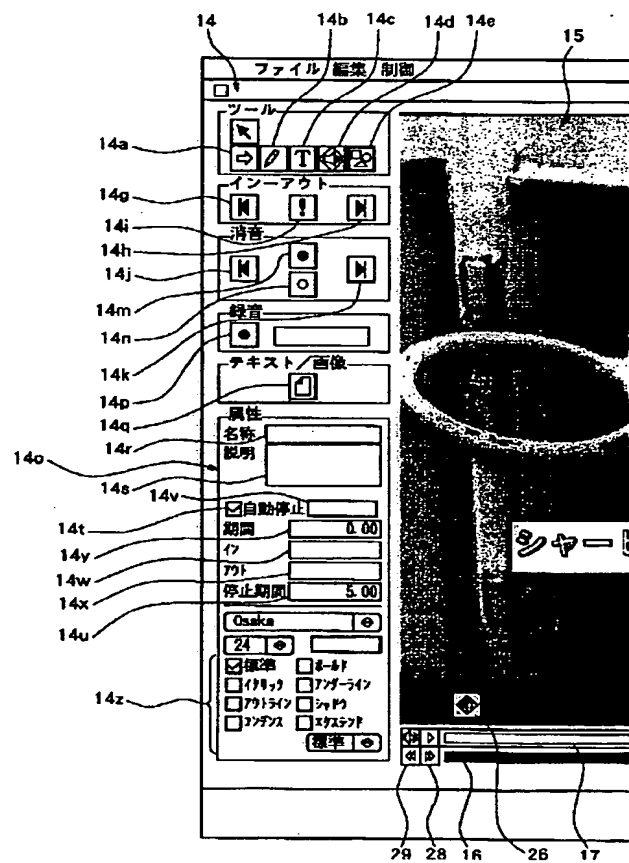 14 14b 14c 14d 14e
15
ファイル 編集 制御
ツール
14a
T
インーアウト
14g
14i
消音
14h
14j
14m
14n
録音
14k
14p
テキスト/画像
14q
属性
14r
名称
14o
説明
14s
14v
14t
自動停止
期間 0.00
14y
イン
14w
アウト
14x
停止期間 5.00
14u
Osaka
24
標準 ボールド
14z
イタリック アンダーライン
アウトライン シャドウ
コンデンス エクステンド
標準
シャー
29 28 16 26 17